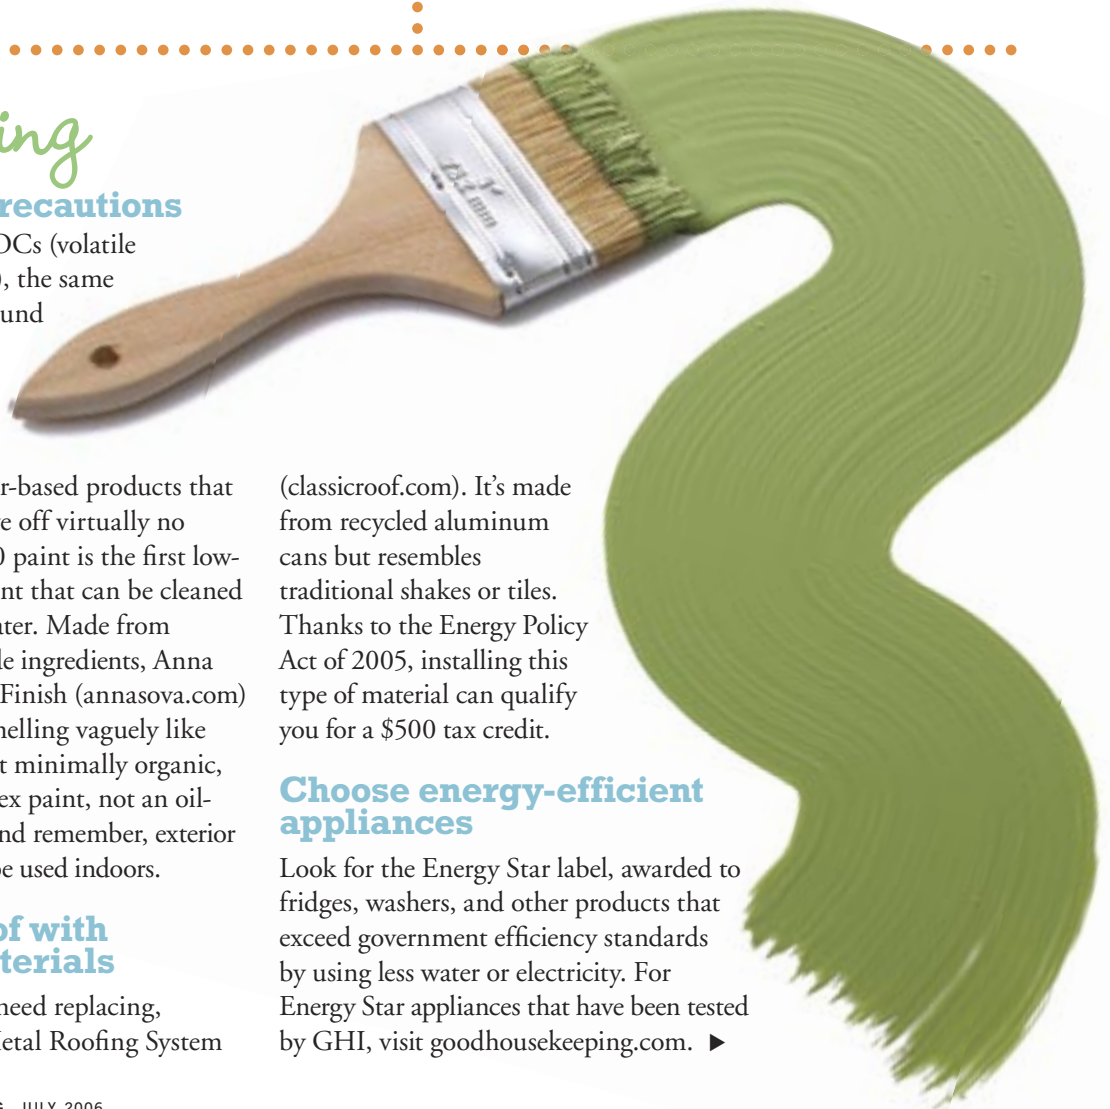 ing
recautions
OCs (volatile
), the same
und
r-based products that
e off virtually no
0 paint is the first low-
nt that can be cleaned
ater. Made from
le ingredients, Anna
Finish (annasova.com)
nelling vaguely like
t minimally organic,
ex paint, not an oil-
nd remember, exterior
be used indoors.
of with
terials
need replacing,
Metal Roofing System
(classicroof.com). It’s made
from recycled aluminum
cans but resembles
traditional shakes or tiles.
Thanks to the Energy Policy
Act of 2005, installing this
type of material can qualify
you for a $500 tax credit.
Choose energy-efficient
appliances
Look for the Energy Star label, awarded to
fridges, washers, and other products that
exceed government efficiency standards
by using less water or electricity. For
Energy Star appliances that have been tested
by GHI, visit goodhousekeeping.com. ▶
JULY 2006